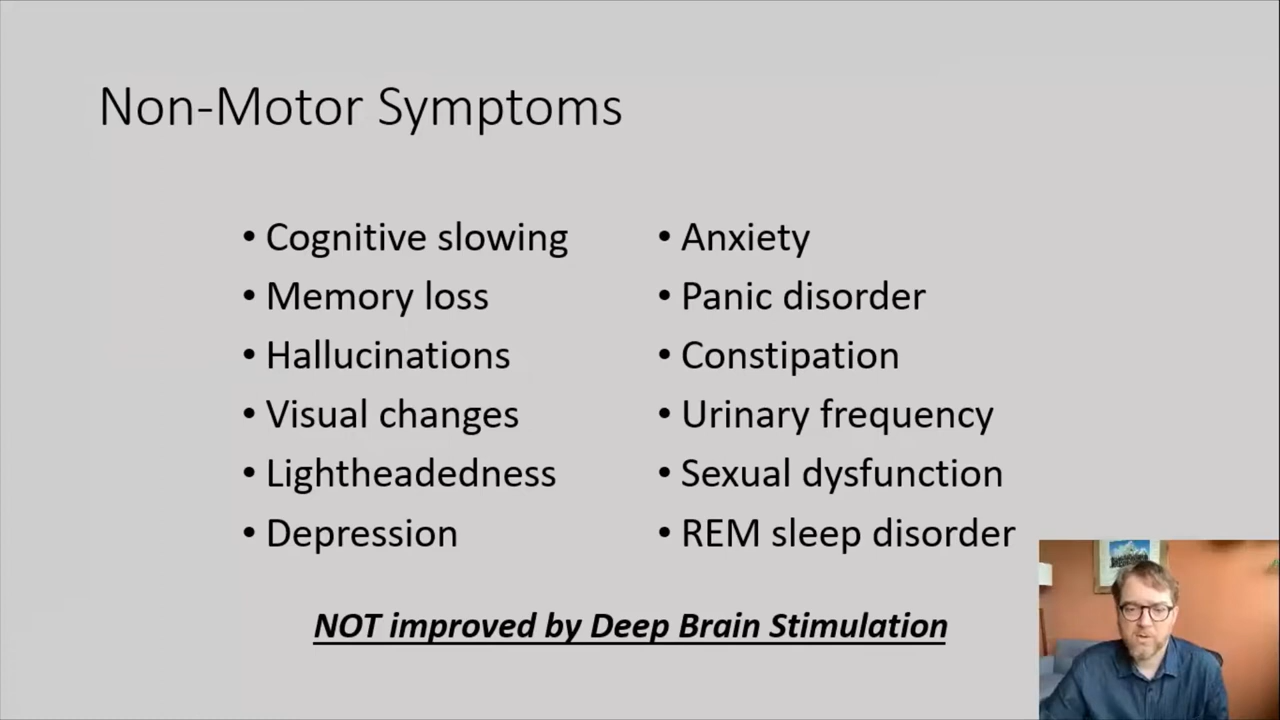 Non-Motor Symptoms
• Cognitive slowing
• Memory loss
• Hallucinations
• Visual changes
• Lightheadedness
• Depression
• Anxiety
• Panic disorder
• Constipation
• Urinary frequency
• Sexual dysfunction
• REM sleep disorder
NOT improved by Deep Brain Stimulation